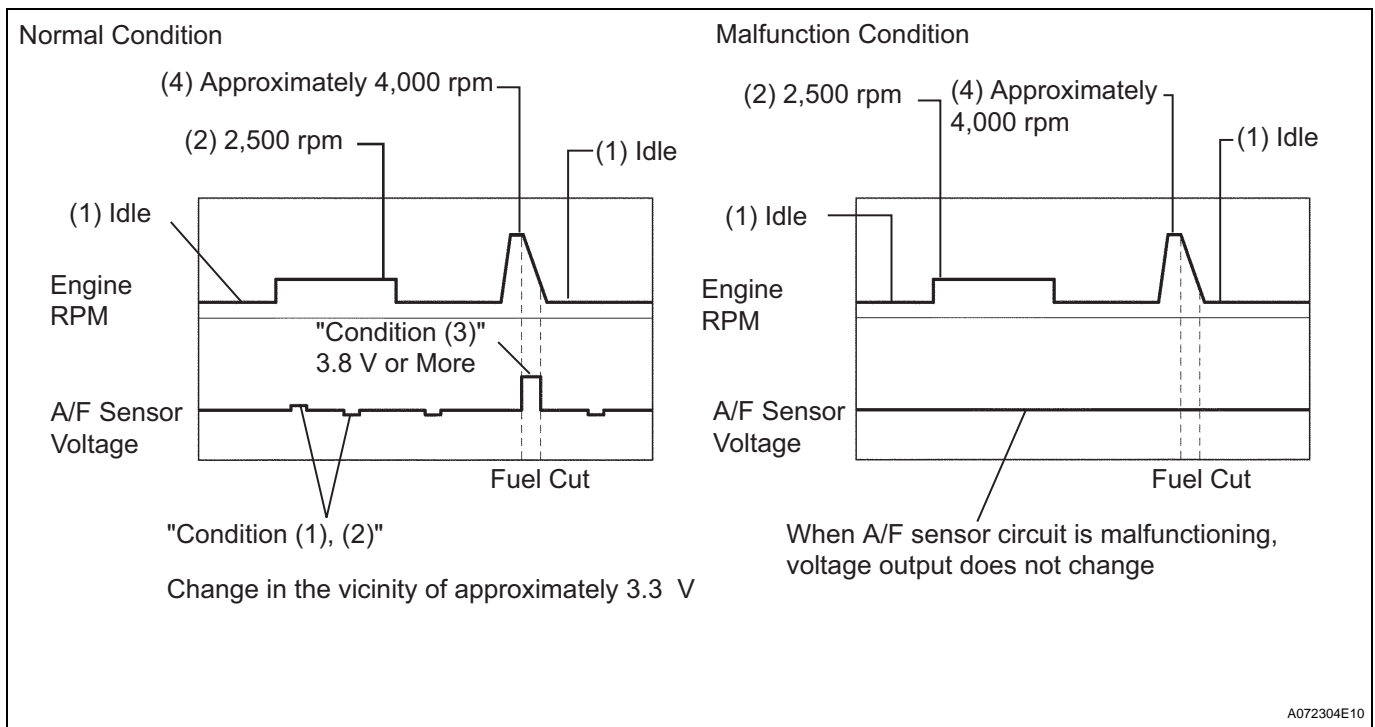 Normal Condition
(4) Approximately 4,000 rpm
(2) 2,500 rpm
(1) Idle
(1) Idle
Engine
RPM
"Condition (3)"
3.8 V or More
A/F Sensor
Voltage
Fuel Cut
"Condition (1), (2)"
Change in the vicinity of approximately 3.3 V
Malfunction Condition
(2) 2,500 rpm
(4) Approximately
4,000 rpm
(1) Idle
(1) Idle
Engine
RPM
A/F Sensor
Voltage
Fuel Cut
When A/F sensor circuit is malfunctioning,
voltage output does not change
A072304E10